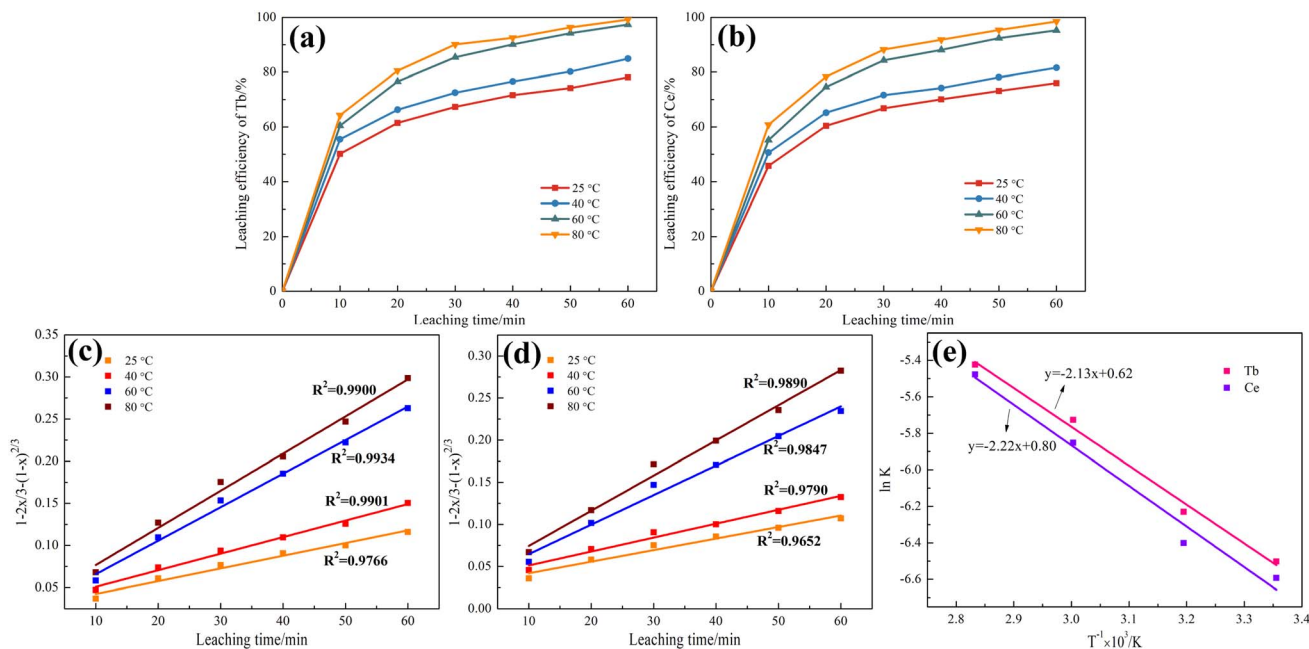 (a)
Leaching efficiency of Tb/%
100
80
60
40
20
0
25 °C
40 °C
60 °C
80 °C
0 10 20 30 40 50 60
Leaching time/min
(b)
Leaching efficiency of Ce/%
100
80
60
40
20
0
25 °C
40 °C
60 °C
80 °C
0 10 20 30 40 50 60
Leaching time/min
(c)
1-2x/3-(1-x)^2/3
0.35
0.30
0.25
0.20
0.15
0.10
0.05
25 °C
40 °C
60 °C
80 °C
R²=0.9900
R²=0.9934
R²=0.9901
R²=0.9766
10 20 30 40 50 60
Leaching time/min
(d)
1-2x/3-(1-x)^2/3
0.30
0.25
0.20
0.15
0.10
0.05
0.00
25 °C
40 °C
60 °C
80 °C
R²=0.9890
R²=0.9847
R²=0.9790
R²=0.9652
10 20 30 40 50 60
Leaching time/min
(e)
ln K
-5.4
-5.6
-5.8
-6.0
-6.2
-6.4
-6.6
Tb
Ce
y=-2.13x+0.62
y=-2.22x+0.80
2.8 2.9 3.0 3.1 3.2 3.3 3.4
T⁻¹×10³/K